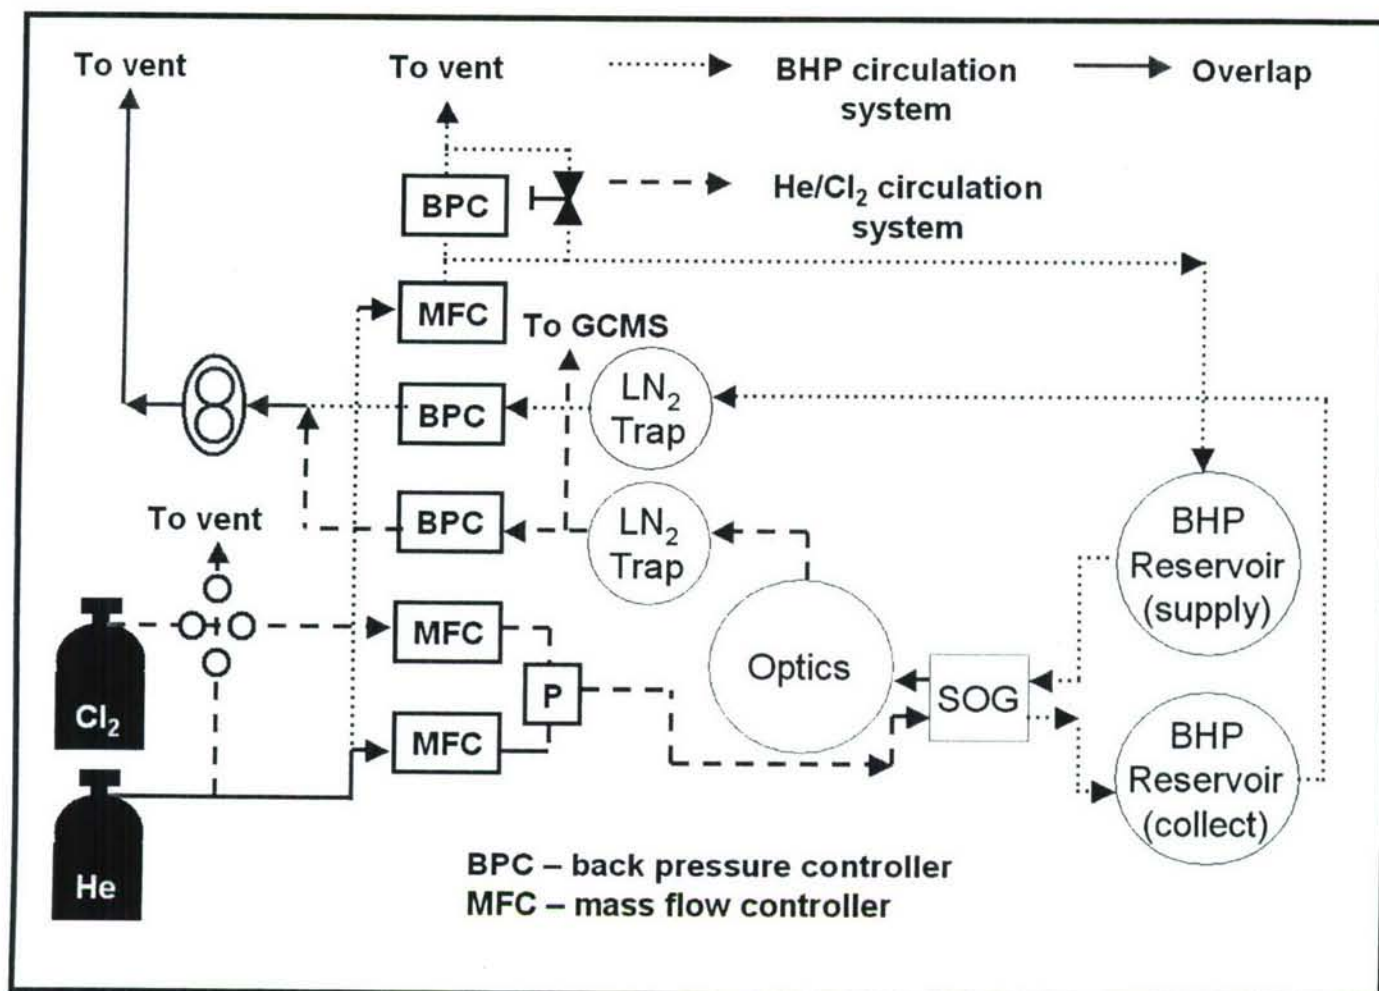 To vent
To vent
BHP circulation
system
Overlap
BPC
He/Cl₂ circulation
system
MFC
To GCMS
BPC
LN₂
Trap
BPC
LN₂
Trap
To vent
BHP
Reservoir
(supply)
MFC
Optics
SOG
P
Cl₂
MFC
BHP
Reservoir
(collect)
He
BPC – back pressure controller
MFC – mass flow controller